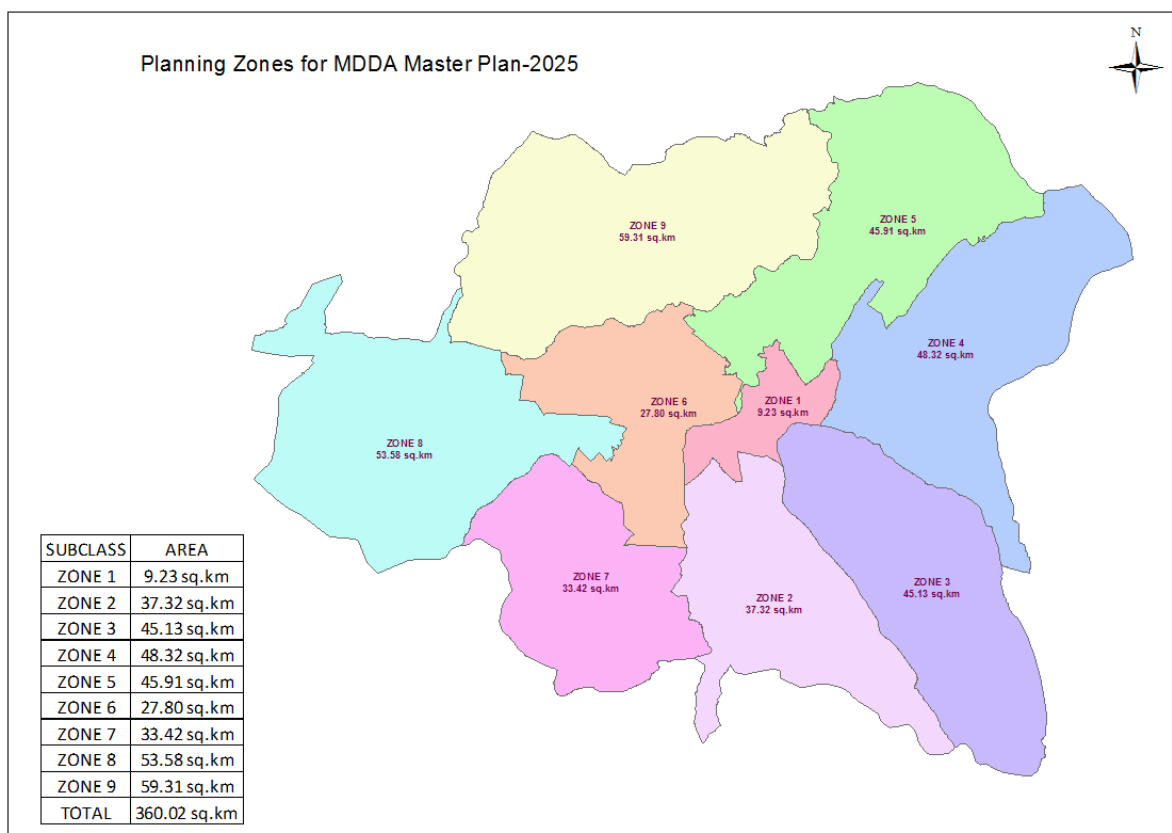 N
Planning Zones for MDDA Master Plan-2025
ZONE 9
59.31 sq.km
ZONE 5
45.91 sq.km
ZONE 4
48.32 sq.km
ZONE 6
27.80 sq.km
ZONE 1
9.23 sq.km
ZONE 8
53.58 sq.km
ZONE 7
33.42 sq.km
ZONE 2
37.32 sq.km
ZONE 3
45.13 sq.km
SUBCLASS AREA
ZONE 1 9.23 sq.km
ZONE 2 37.32 sq.km
ZONE 3 45.13 sq.km
ZONE 4 48.32 sq.km
ZONE 5 45.91 sq.km
ZONE 6 27.80 sq.km
ZONE 7 33.42 sq.km
ZONE 8 53.58 sq.km
ZONE 9 59.31 sq.km
TOTAL 360.02 sq.km